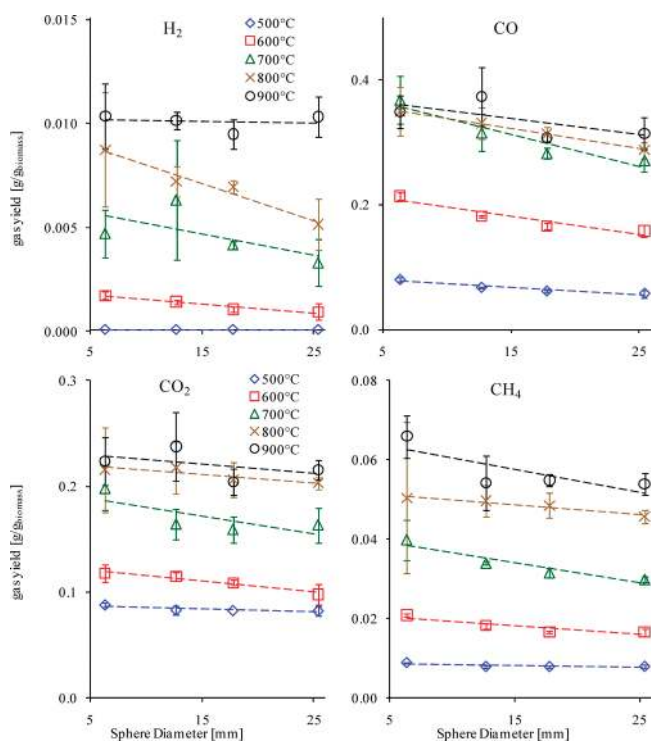 H2
CO
500°C
600°C
700°C
800°C
900°C
0.015
0.010
0.005
0.000
5
15
25
0.4
0.2
0.0
5
15
25
gas yield [g/gbiomass]
CO2
CH4
500°C
600°C
700°C
800°C
900°C
0.3
0.2
0.1
0.0
5
15
25
0.08
0.06
0.04
0.02
0.00
5
15
25
gas yield [g/gbiomass]
Sphere Diameter [mm]
Sphere Diameter [mm]